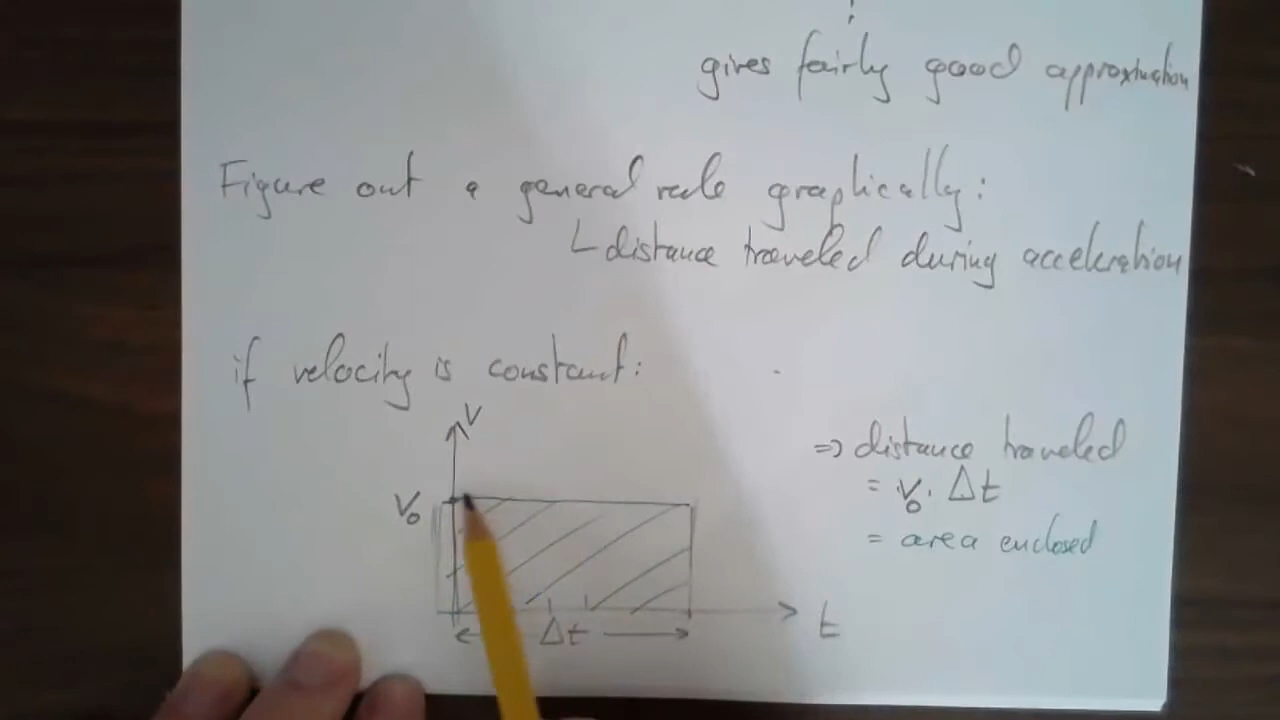 gives fairly good approximation
Figure out a general rule graphically:
distance traveled during acceleration
if velocity is constant:
v
v₀
Δt
t
=> distance traveled
= v₀ · Δt
= area enclosed